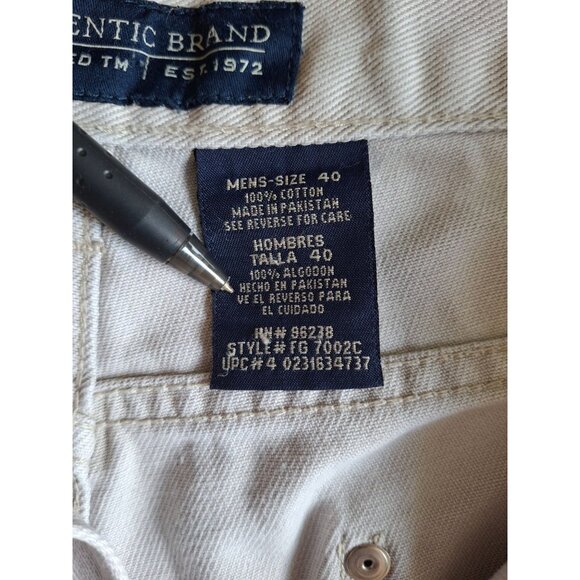 ENTIC BRAND
ED TM | EST. 1972
MENS-SIZE 40
100% COTTON
MADE IN PAKISTAN
SEE REVERSE FOR CARE
HOMBRES
TALLA 40
100% ALGODON
HECHO EN PAKISTAN
VE EL REVERSO PARA
EL CUIDADO
RN# 96238
STYLE# FG 7002C
UPC#4 0231634737